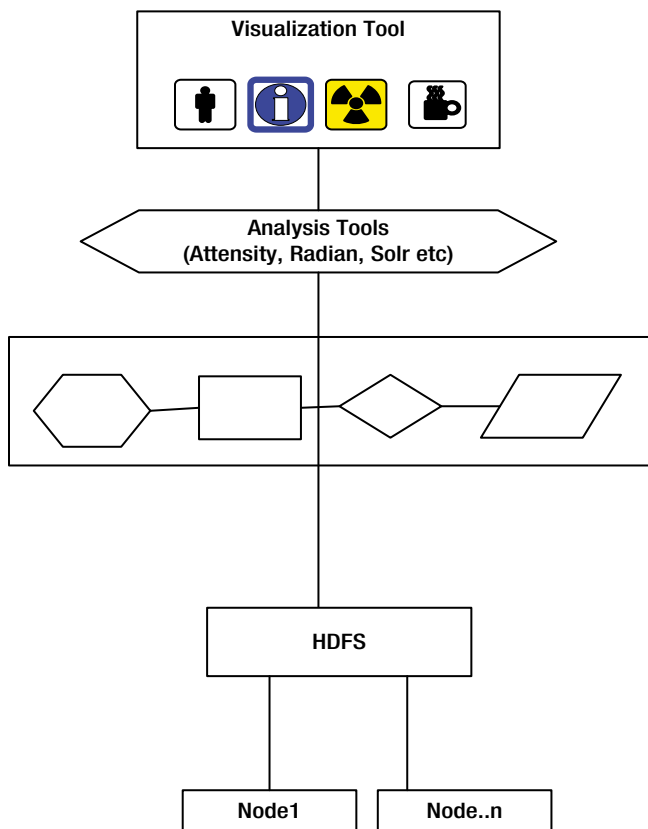 Visualization Tool
Analysis Tools
(Attensity, Radian, Solr etc)
HDFS
Node1
Node..n